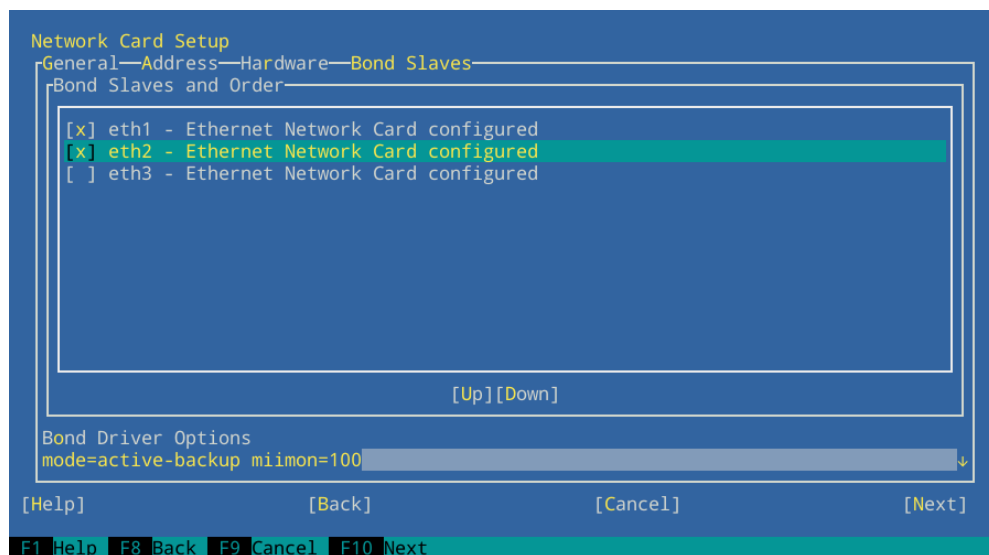 Network Card Setup
General—Address—Hardware—Bond Slaves
Bond Slaves and Order
[x] eth1 - Ethernet Network Card configured
[x] eth2 - Ethernet Network Card configured
[ ] eth3 - Ethernet Network Card configured
[Up][Down]
Bond Driver Options
mode=active-backup miimon=100 ↓
[Help] [Back] [Cancel] [Next]
F1 Help F8 Back F9 Cancel F10 Next